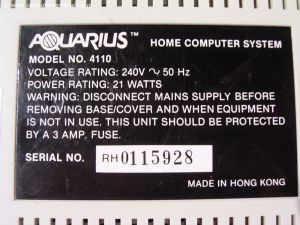 AQUARIUS™ HOME COMPUTER SYSTEM
MODEL NO. 4110
VOLTAGE RATING: 240V ∿ 50 Hz
POWER RATING: 21 WATTS
WARNING: DISCONNECT MAINS SUPPLY BEFORE
REMOVING BASE/COVER AND WHEN EQUIPMENT
IS NOT IN USE. THIS UNIT SHOULD BE PROTECTED
BY A 3 AMP. FUSE.
SERIAL NO. RH0115928
MADE IN HONG KONG